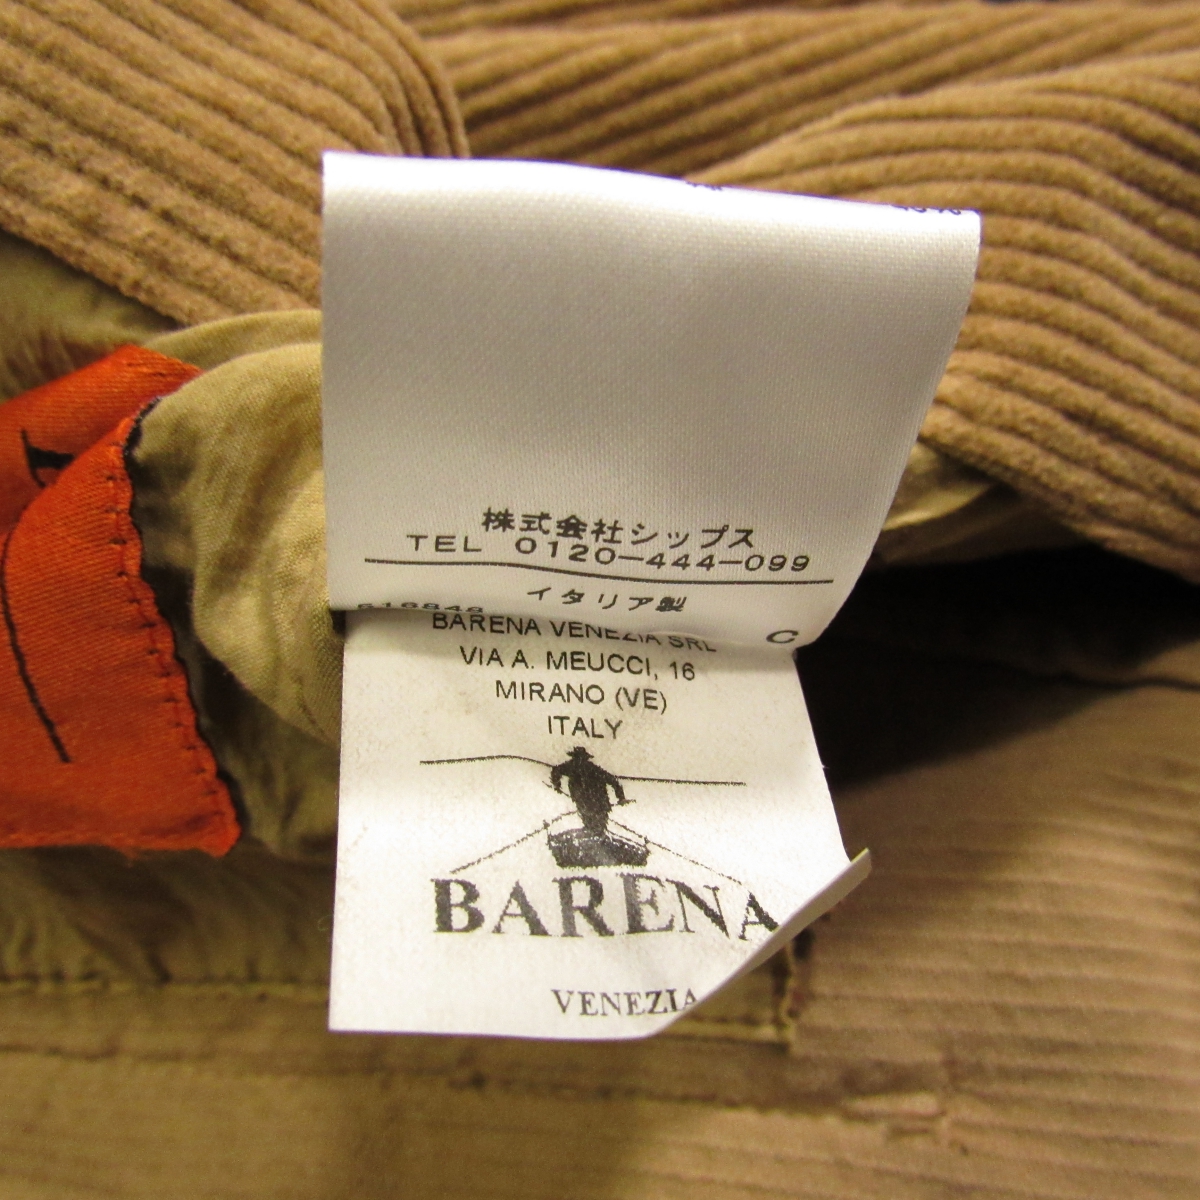 株式会社シップス
TEL 0120-444-099
イタリア製
C
BARENA VENEZIA SRL
VIA A. MEUCCI, 16
MIRANO (VE)
ITALY
BARENA
VENEZIA